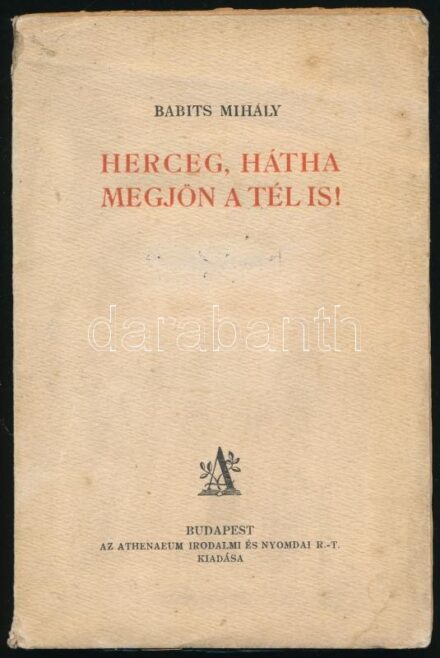 BABITS MIHÁLY
HERCEG, HÁTHA
MEGJÖN A TÉL IS!
darabanth
A
BUDAPEST
AZ ATHENAEUM IRODALMI ÉS NYOMDAI R.-T.
KIADÁSA